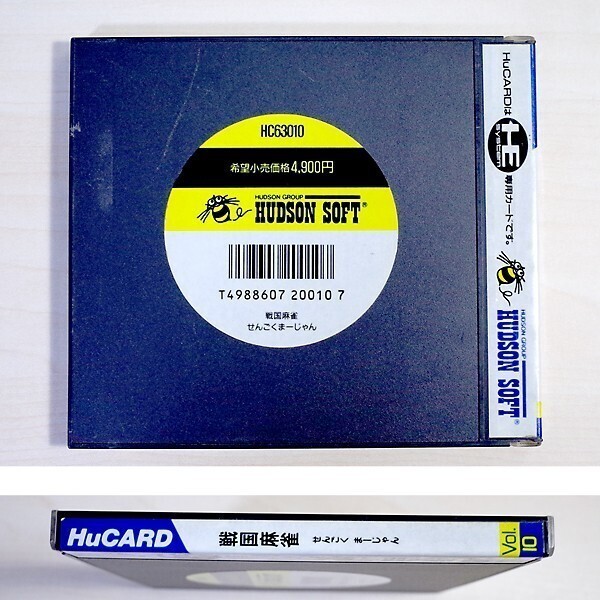 HC63010
希望小売価格4,900円
HUDSON GROUP
HUDSON SOFT®
T4988607 20010 7
戦国麻雀
せんごくまーじゃん
HuCARDは
HE
system
専用カードです。
HUDSON GROUP
HUDSON SOFT®
HuCARD
戦国麻雀 せんごく まーじゃん
Vol.
10